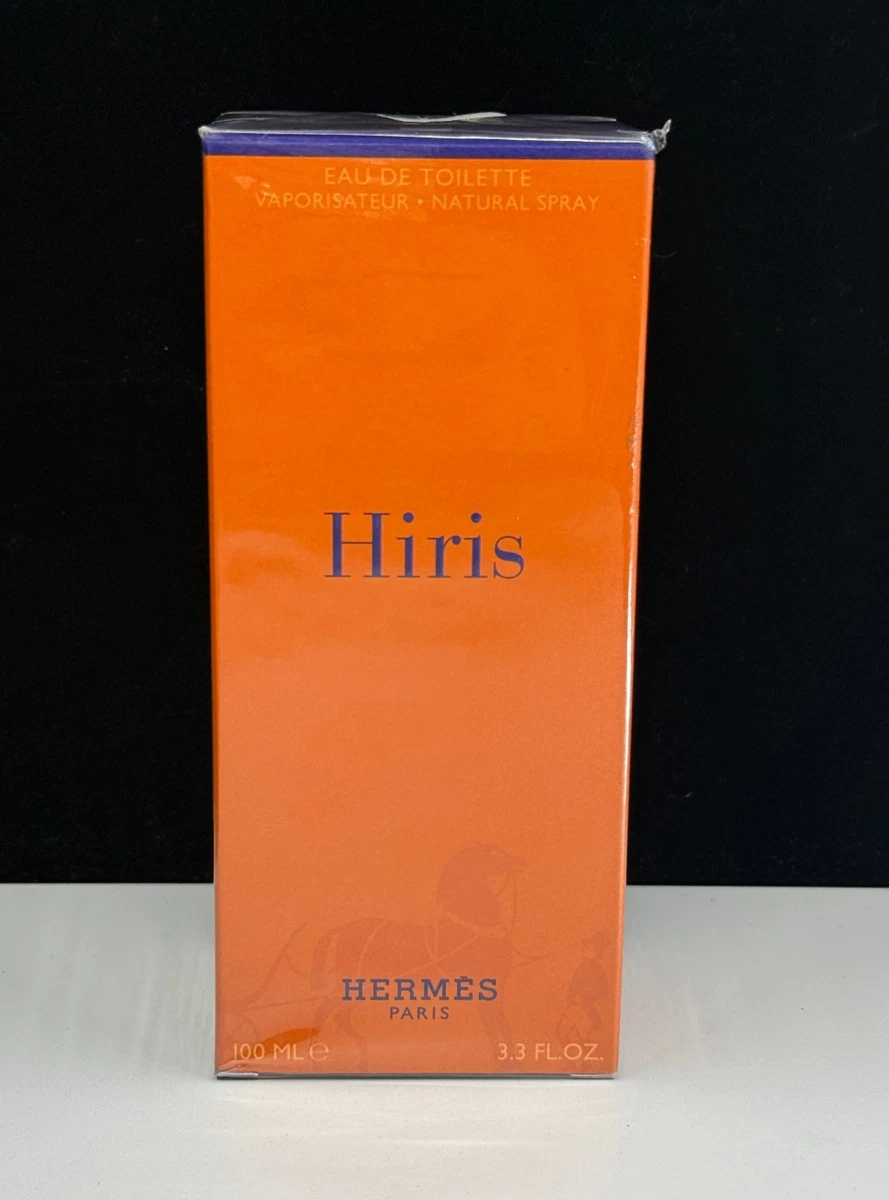 EAU DE TOILETTE
VAPORISATEUR • NATURAL SPRAY
Hiris
HERMÈS
PARIS
100 ML ℮ 3.3 FL.OZ.